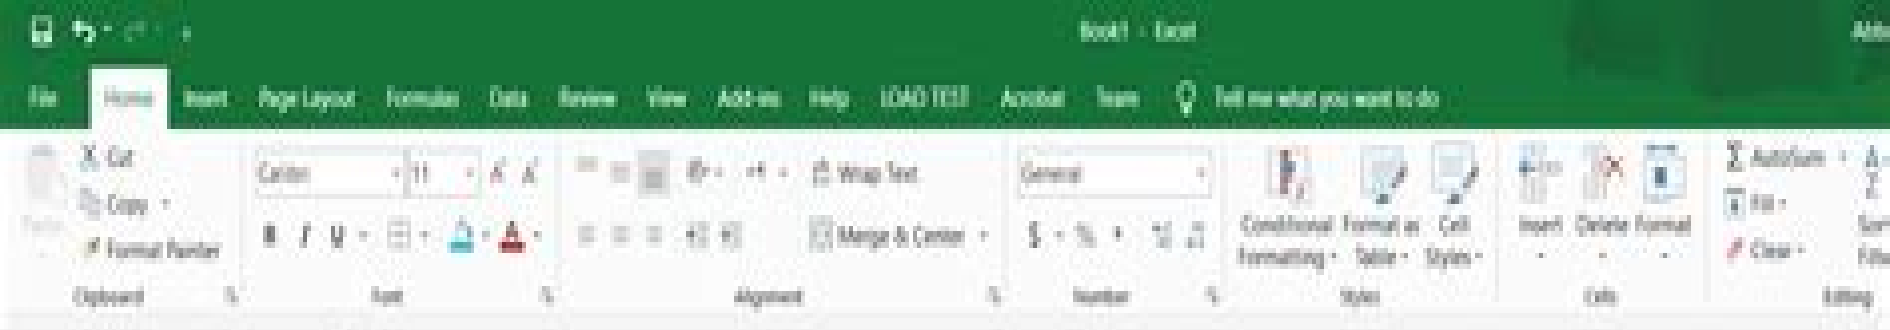 Book1 - Excel
File Home Insert Page Layout Formulas Data Review View Add-ins Help LOAD TEST Acrobat Team Tell me what you want to do
Cut
Copy
Format Painter
Paste
Clipboard
Calibri 11
B I U
Font
Wrap Text
Merge & Center
Alignment
General
$ %
Number
Conditional Formatting
Format as Table
Cell Styles
Styles
Insert Delete Format
Cells
AutoSum
Fill
Clear
Editing